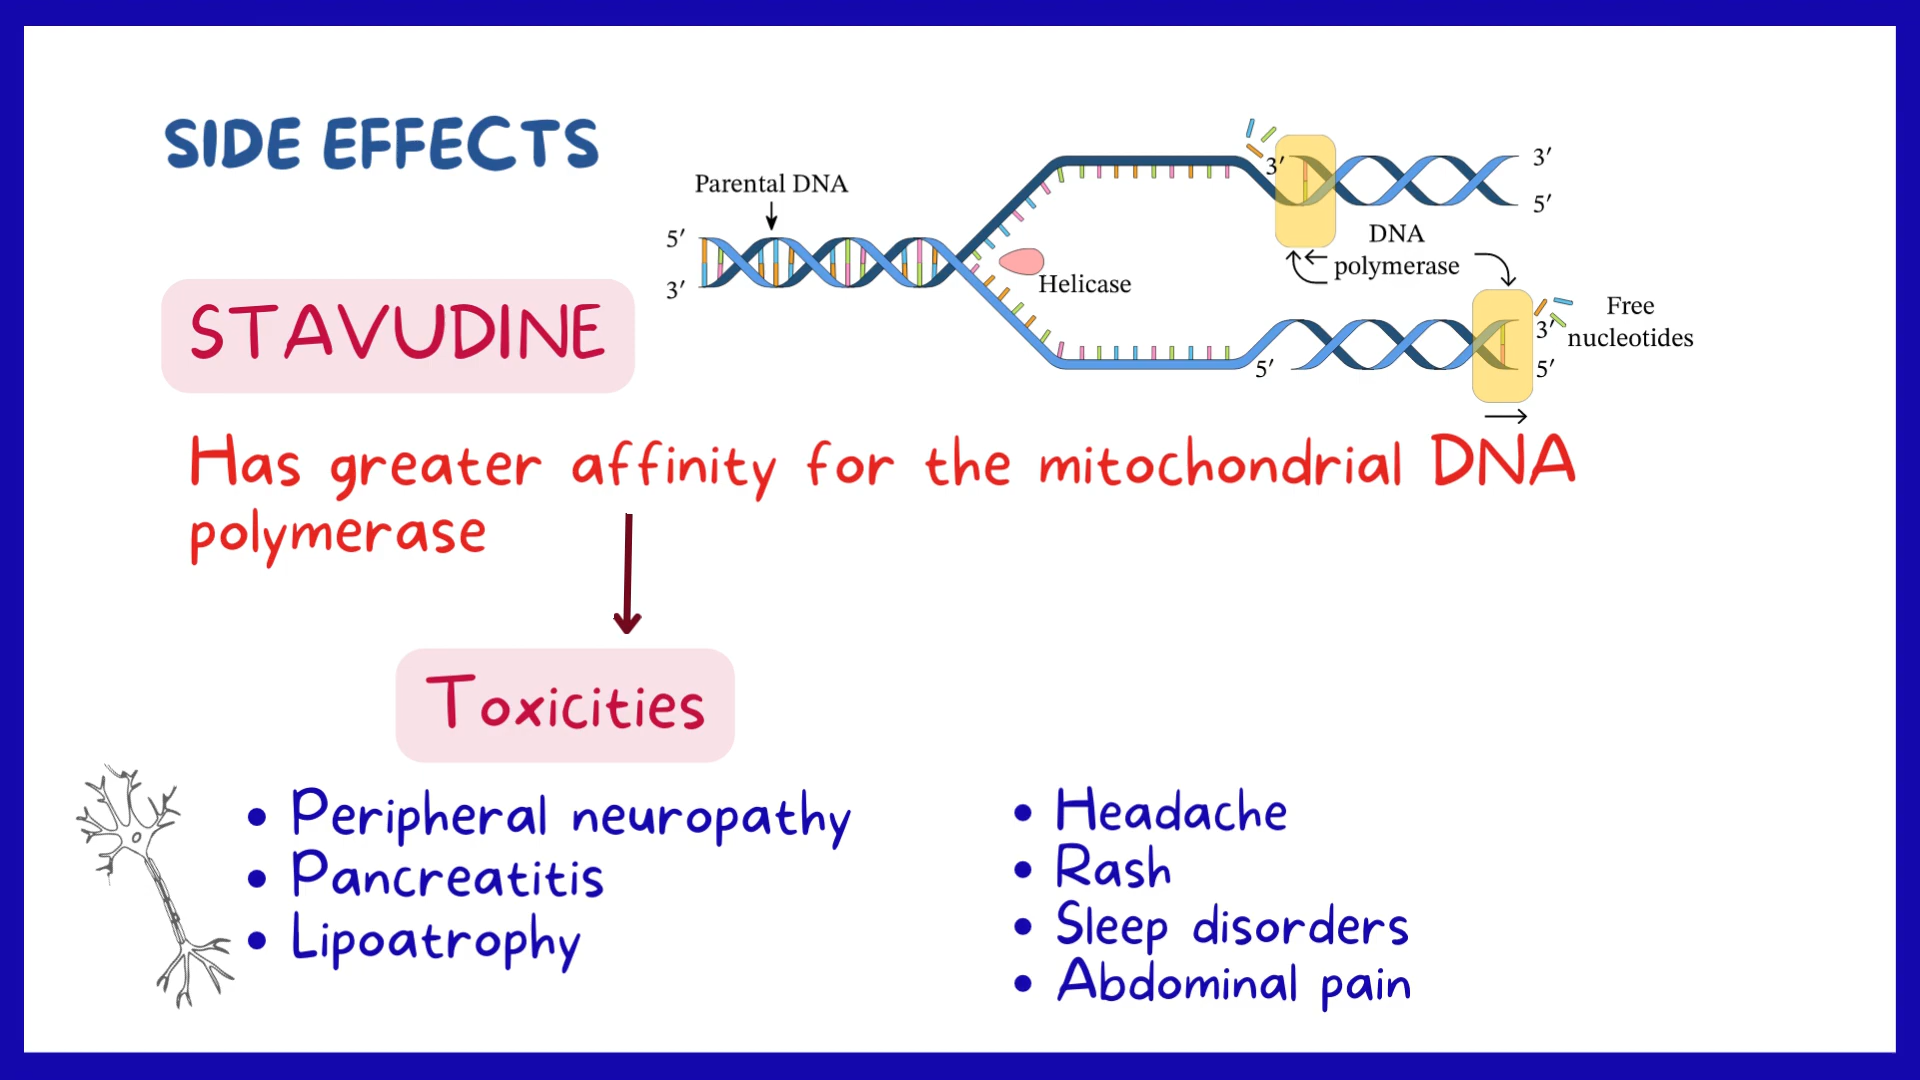 SIDE EFFECTS
Parental DNA
5′
3′
Helicase
3′
3′
5′
DNA
polymerase
Free
nucleotides
3′
5′
5′
STAVUDINE
Has greater affinity for the mitochondrial DNA
polymerase
Toxicities
• Peripheral neuropathy
• Pancreatitis
• Lipoatrophy
• Headache
• Rash
• Sleep disorders
• Abdominal pain